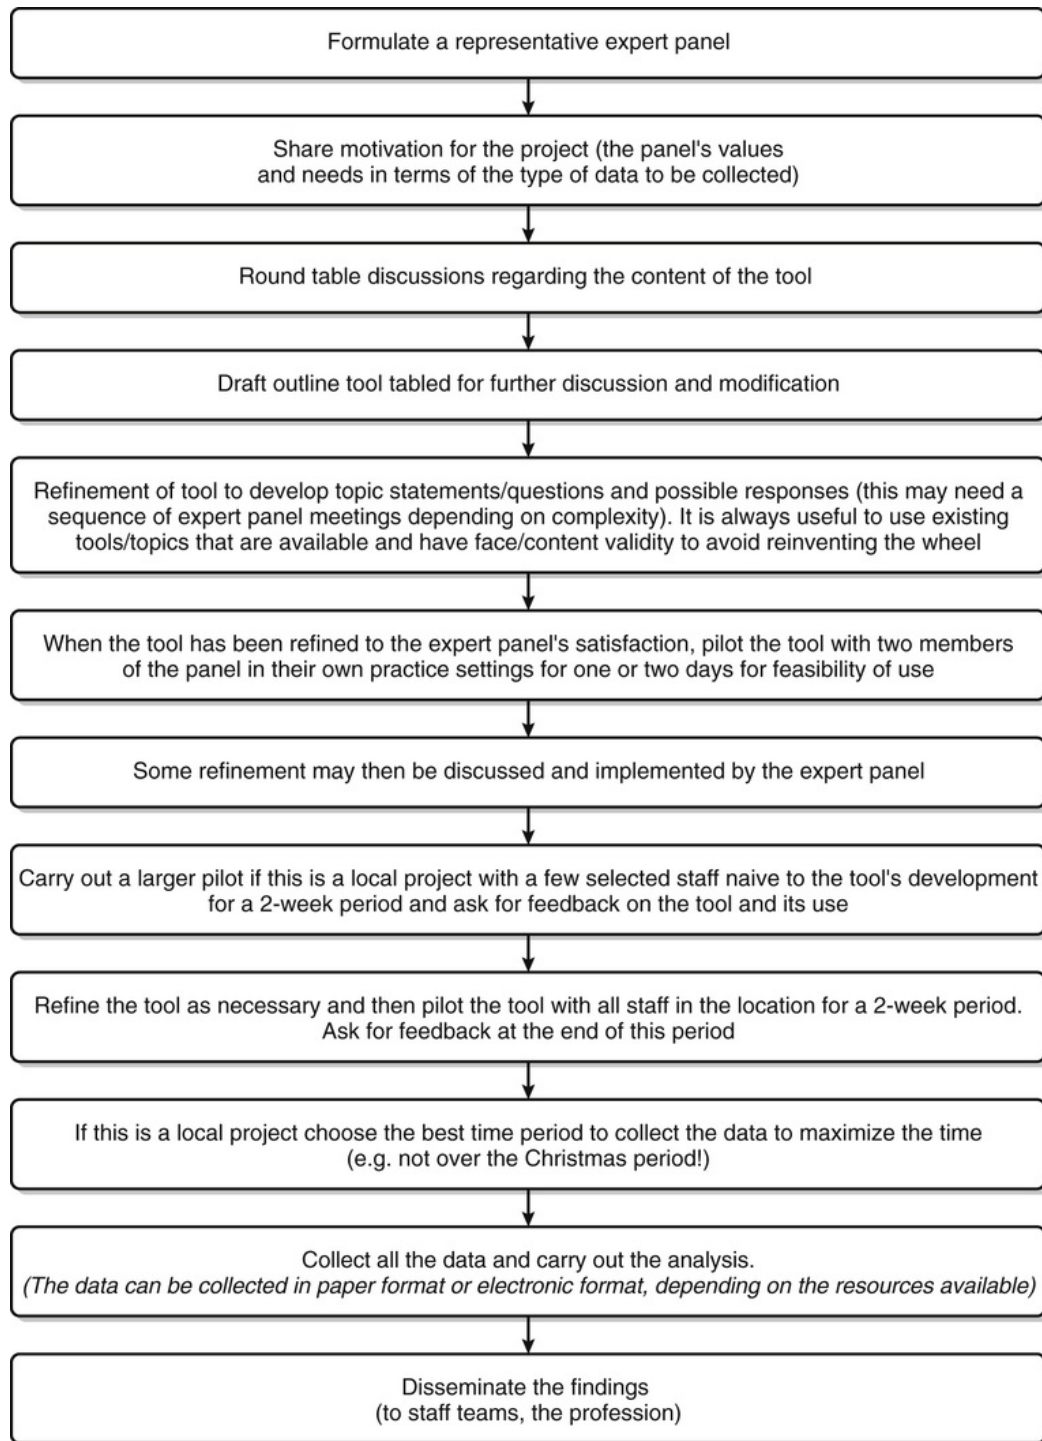 Formulate a representative expert panel
Share motivation for the project (the panel's values
and needs in terms of the type of data to be collected)
Round table discussions regarding the content of the tool
Draft outline tool tabled for further discussion and modification
Refinement of tool to develop topic statements/questions and possible responses (this may need a
sequence of expert panel meetings depending on complexity). It is always useful to use existing
tools/topics that are available and have face/content validity to avoid reinventing the wheel
When the tool has been refined to the expert panel's satisfaction, pilot the tool with two members
of the panel in their own practice settings for one or two days for feasibility of use
Some refinement may then be discussed and implemented by the expert panel
Carry out a larger pilot if this is a local project with a few selected staff naive to the tool's development
for a 2-week period and ask for feedback on the tool and its use
Refine the tool as necessary and then pilot the tool with all staff in the location for a 2-week period.
Ask for feedback at the end of this period
If this is a local project choose the best time period to collect the data to maximize the time
(e.g. not over the Christmas period!)
Collect all the data and carry out the analysis.
(The data can be collected in paper format or electronic format, depending on the resources available)
Disseminate the findings
(to staff teams, the profession)